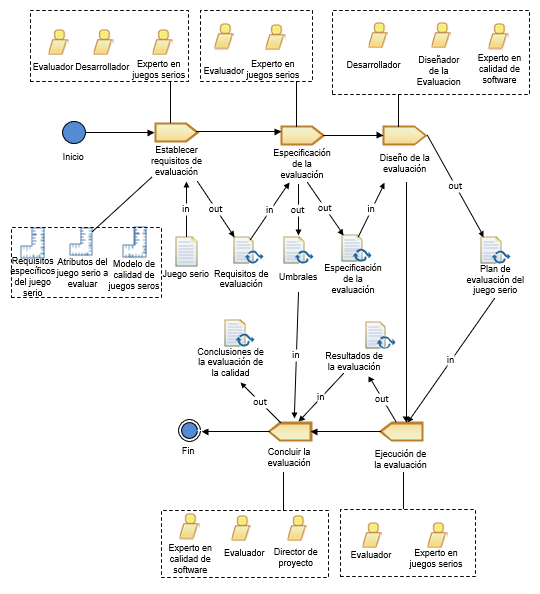 Evaluador
Desarrollador
Experto en
juegos serios
Evaluador
Experto en
juegos serios
Desarrollador
Diseñador
de la
Evaluacion
Experto en
calidad de
software
Inicio
Establecer
requisitos de
evaluación
Especificación
de la
evaluación
Diseño de la
evaluación
in
out
in
out
out
in
out
Requisitos
específicos
del juego
serio
Atributos del
juego serio a
evaluar
Modelo de
calidad de
juegos seros
Juego serio
Requisitos de
evaluación
Umbrales
Especificación
de la
evaluación
Plan de
evaluación del
juego serio
Conclusiones de
la evaluación de
la calidad
Resultados de
la evaluación
in
in
out
in
out
Fin
Concluir la
evaluación
Ejecución de
la evaluación
Experto en
calidad de
software
Evaluador
Director de
proyecto
Evaluador
Experto en
juegos serios